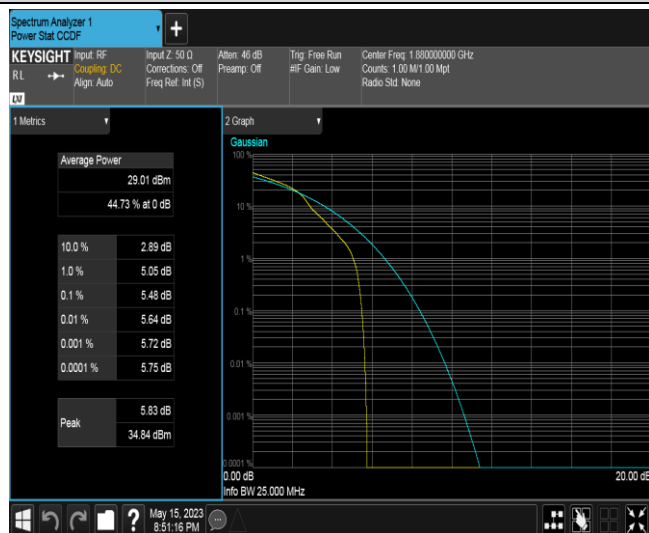 Spectrum Analyzer 1
Power Stat CCDF
+
KEYSIGHT
RL
LXI
Input: RF
Coupling: DC
Align: Auto
Input Z: 50 Ω
Corrections: Off
Freq Ref: Int (S)
Atten: 46 dB
Preamp: Off
Trig: Free Run
#IF Gain: Low
Center Freq: 1.880000000 GHz
Counts: 1.00 M/1.00 Mpt
Radio Std: None
1 Metrics
Average Power
29.01 dBm
44.73 % at 0 dB
10.0 % 2.89 dB
1.0 % 5.05 dB
0.1 % 5.48 dB
0.01 % 5.64 dB
0.001 % 5.72 dB
0.0001 % 5.75 dB
Peak
5.83 dB
34.84 dBm
2 Graph
Gaussian
100 %
10 %
1 %
0.1 %
0.01 %
0.001 %
0.0001 %
0.00 dB
20.00 dB
Info BW 25.000 MHz
?
May 15, 2023
8:51:16 PM